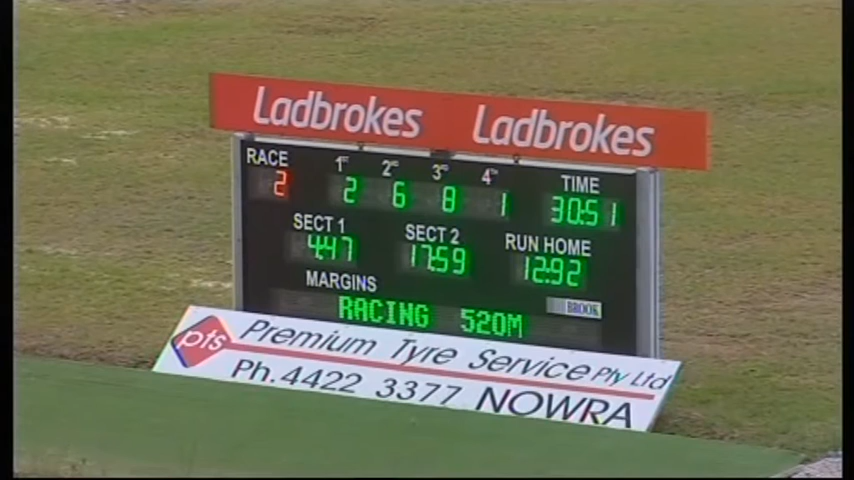 Ladbrokes Ladbrokes
RACE 1ST 2ND 3RD 4TH TIME
2 2 6 8 1 30:51
SECT 1 SECT 2 RUN HOME
4:47 17:59 12:92
MARGINS
BROOK
RACING 520M
pts Premium Tyre Service Pty Ltd
Ph. 4422 3377 NOWRA